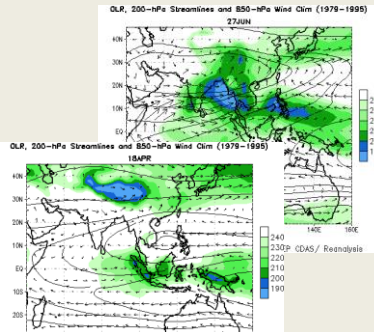 OLR, 200-hPa Streamlines and 850-hPa Wind Clim (1979-1995)
27JUN
40N
30N
20N
10N
EQ
140E
160E
CDAS/ Reanalysis
OLR, 200-hPa Streamlines and 850-hPa Wind Clim (1979-1995)
18APR
40N
30N
20N
10N
EQ
10S
20S
240
230
220
210
200
190